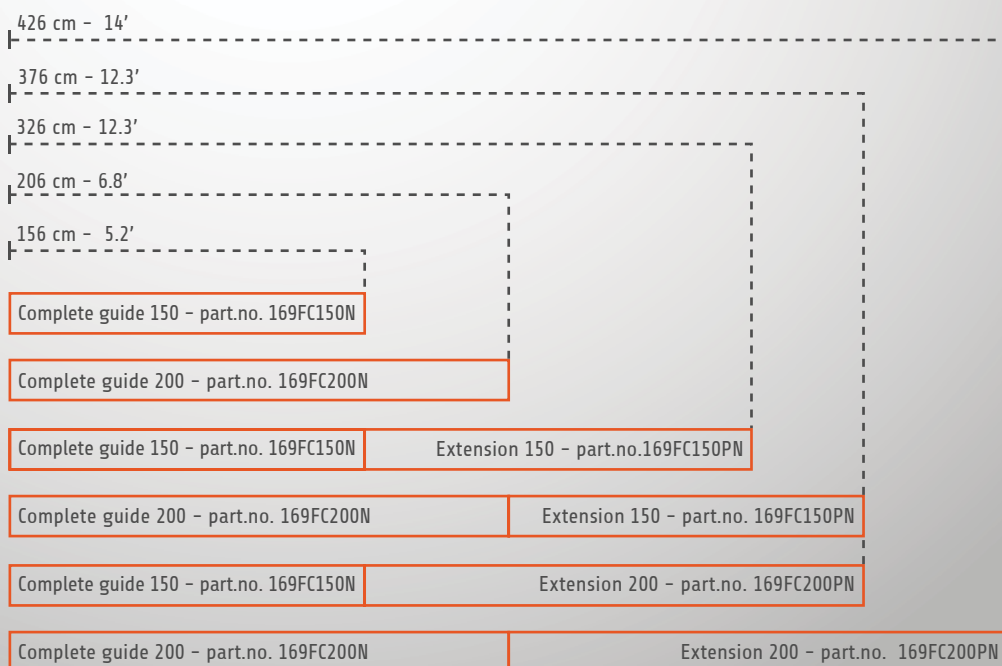 426 cm - 14'
376 cm - 12.3'
326 cm - 12.3'
206 cm - 6.8'
156 cm - 5.2'
Complete guide 150 - part.no. 169FC150N
Complete guide 200 - part.no. 169FC200N
Complete guide 150 - part.no. 169FC150N Extension 150 - part.no.169FC150PN
Complete guide 200 - part.no. 169FC200N Extension 150 - part.no. 169FC150PN
Complete guide 150 - part.no. 169FC150N Extension 200 - part.no. 169FC200PN
Complete guide 200 - part.no. 169FC200N Extension 200 - part.no. 169FC200PN